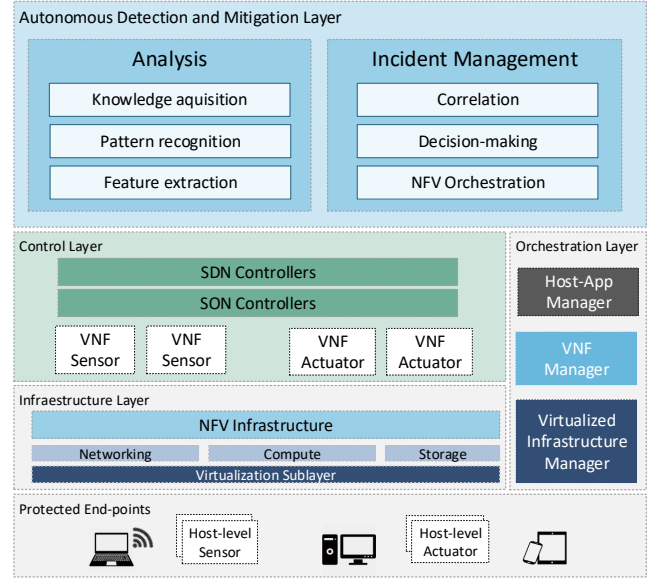 Autonomous Detection and Mitigation Layer
Analysis
Knowledge aquisition
Pattern recognition
Feature extraction
Incident Management
Correlation
Decision-making
NFV Orchestration
Control Layer
SDN Controllers
SON Controllers
VNF
Sensor
VNF
Sensor
VNF
Actuator
VNF
Actuator
Orchestration Layer
Host-App
Manager
VNF
Manager
Virtualized
Infrastructure
Manager
Infraestructure Layer
NFV Infrastructure
Networking
Compute
Storage
Virtualization Sublayer
Protected End-points
Host-level
Sensor
Host-level
Actuator